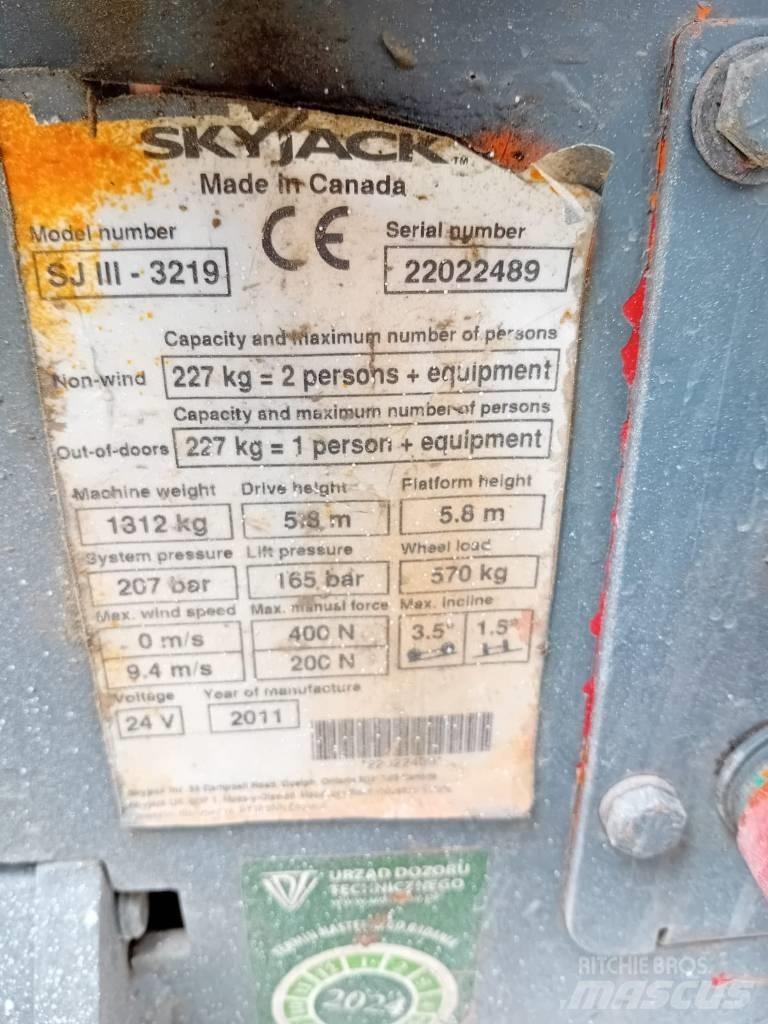 SKYJACK™
Made in Canada
Model number
SJ III - 3219
CE
Serial number
22022489
Capacity and maximum number of persons
Non-wind 227 kg = 2 persons + equipment
Capacity and maximum number of persons
Out-of-doors 227 kg = 1 person + equipment
Machine weight Drive height Platform height
1312 kg 5.8 m 5.8 m
System pressure Lift pressure Wheel load
207 bar 165 bar 570 kg
Max. wind speed Max. manual force Max. incline
0 m/s 400 N 3.5° 1.5°
9.4 m/s 200 N
Voltage Year of manufacture
24 V 2011
URZAD DOZORU
TECHNICZNEGO
RITCHIE BROS.
mascus